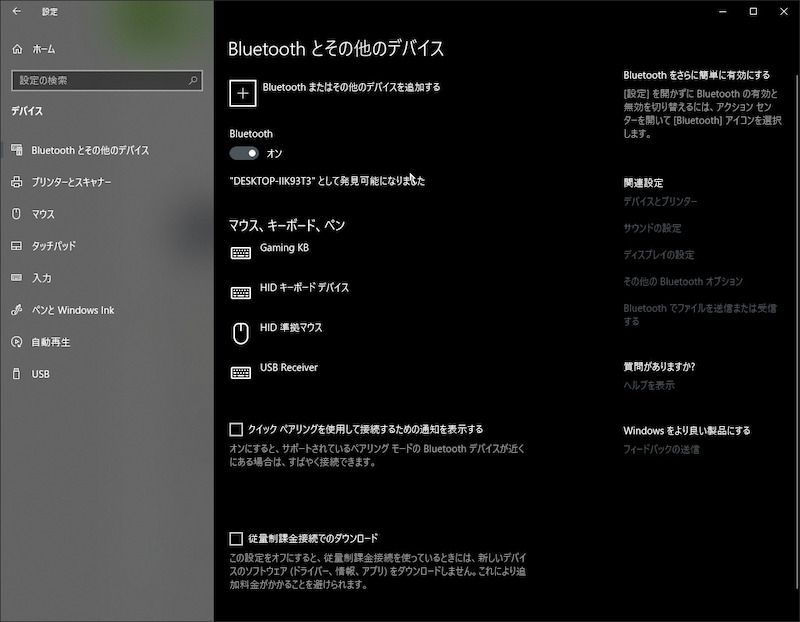 設定
ホーム
設定の検索
デバイス
Bluetooth とその他のデバイス
プリンターとスキャナー
マウス
タッチパッド
入力
ペンと Windows Ink
自動再生
USB
Bluetooth とその他のデバイス
Bluetooth またはその他のデバイスを追加する
Bluetooth
オン
"DESKTOP-IIK93T3" として発見可能になりました
マウス、キーボード、ペン
Gaming KB
HID キーボード デバイス
HID 準拠マウス
USB Receiver
クイック ペアリングを使用して接続するための通知を表示する
オンにすると、サポートされているペアリング モードの Bluetooth デバイスが近く
にある場合は、すばやく接続できます。
従量制課金接続でのダウンロード
この設定をオフにすると、従量制課金接続を使っているときには、新しいデバイ
スのソフトウェア (ドライバー、情報、アプリ) をダウンロードしません。これにより追
加料金がかかることを避けられます。
Bluetooth をさらに簡単に有効にする
[設定] を開かずに Bluetooth の有効と
無効を切り替えるには、アクション セン
ターを開いて [Bluetooth] アイコンを選択
します。
関連設定
デバイスとプリンター
サウンドの設定
ディスプレイの設定
その他の Bluetooth オプション
Bluetooth でファイルを送信または受信
する
質問がありますか?
ヘルプを表示
Windows をより良い製品にする
フィードバックの送信